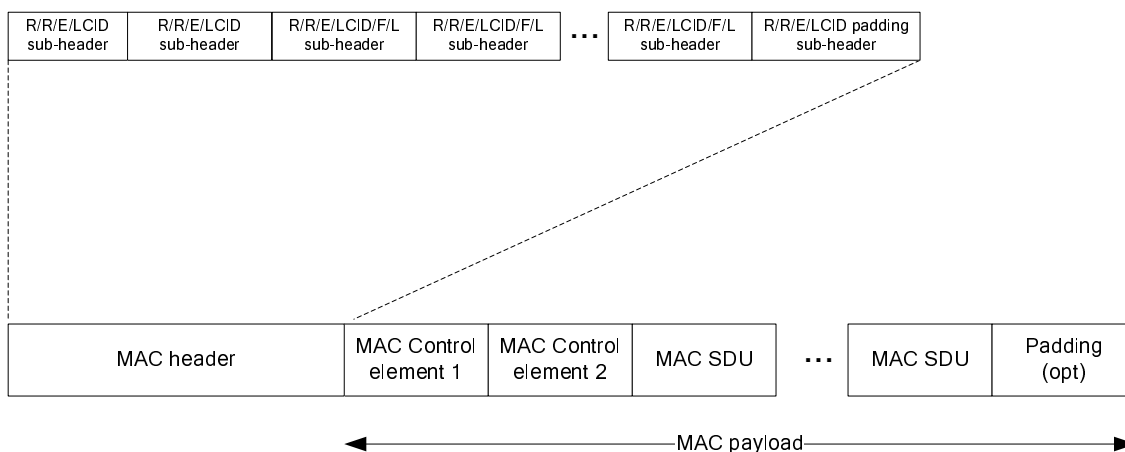 R/R/E/LCID
sub-header
R/R/E/LCID
sub-header
R/R/E/LCID/F/L
sub-header
R/R/E/LCID/F/L
sub-header
...
R/R/E/LCID/F/L
sub-header
R/R/E/LCID padding
sub-header
MAC header
MAC Control
element 1
MAC Control
element 2
MAC SDU
...
MAC SDU
Padding
(opt)
MAC payload